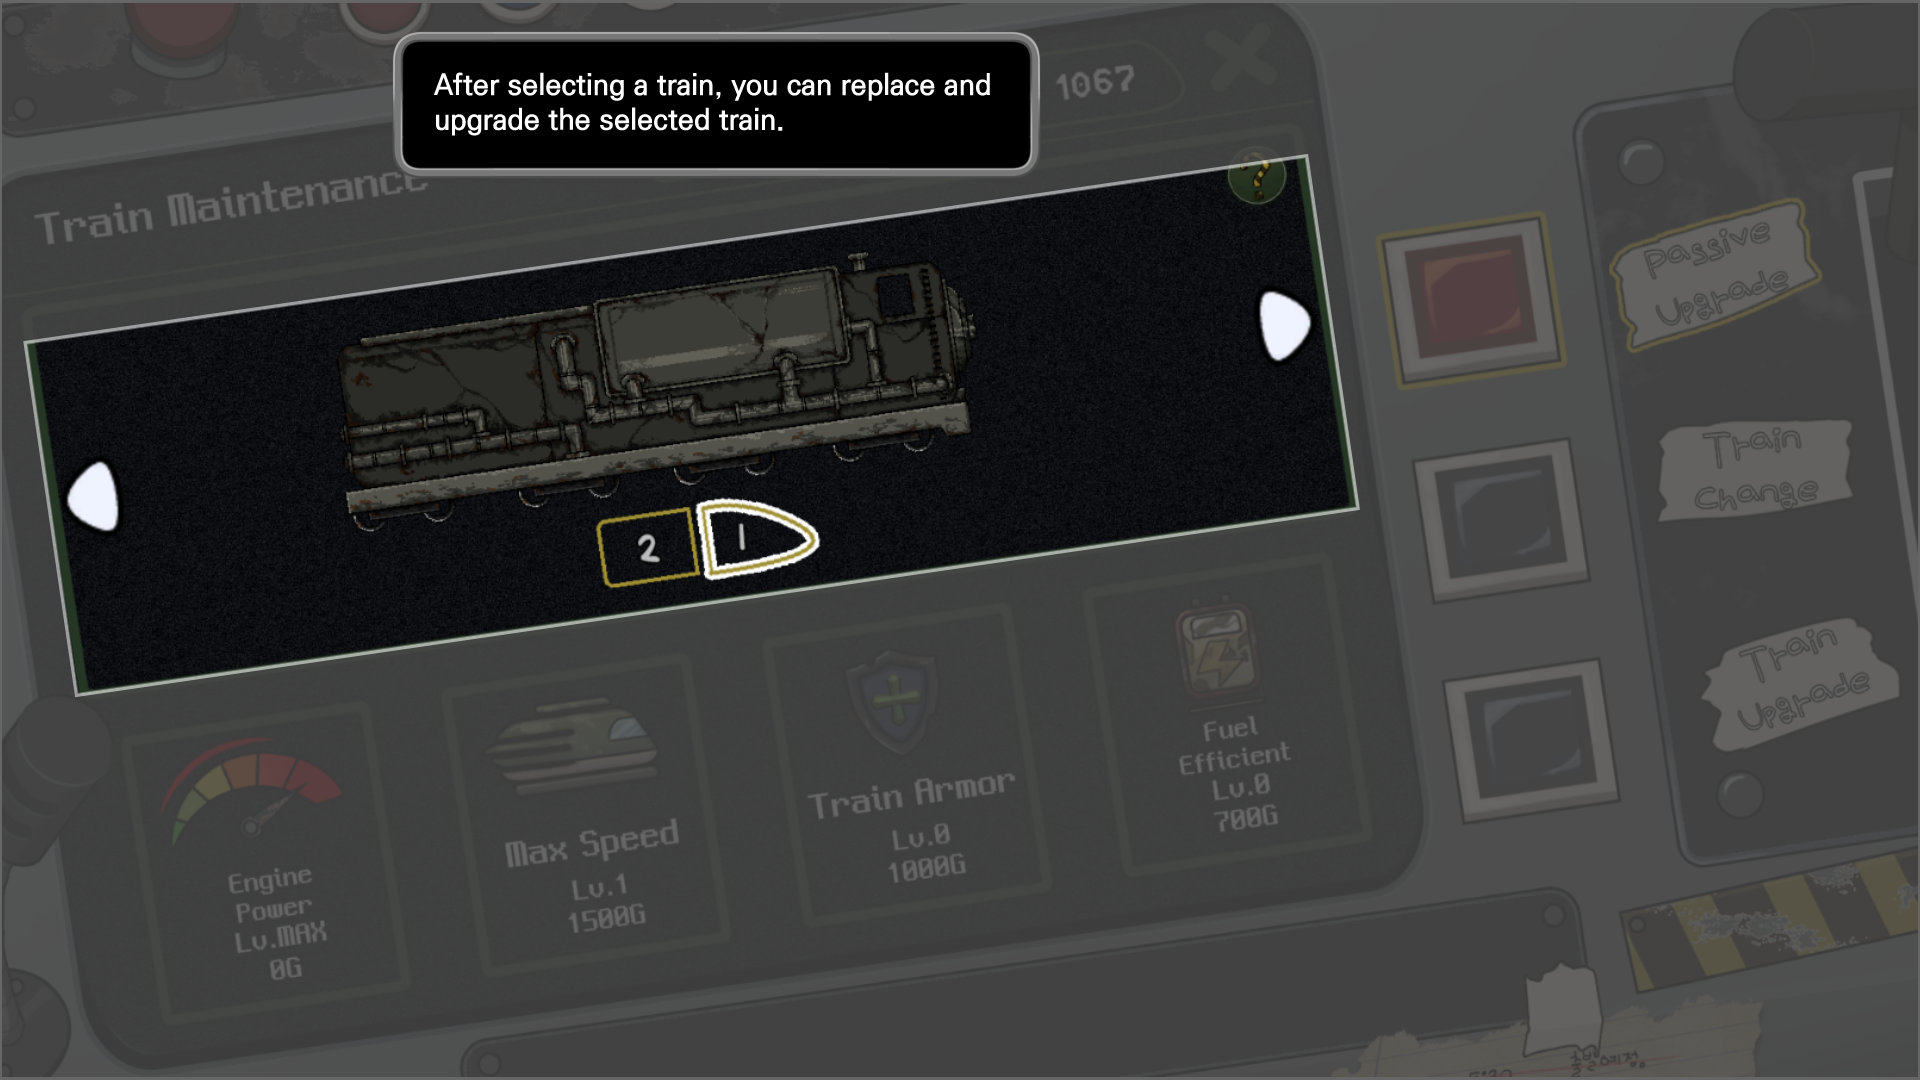 After selecting a train, you can replace and
upgrade the selected train.
1067
Train Maintenance
?
2
1
Engine
Power
Lv.MAX
0G
Max Speed
Lv.1
1500G
Train Armor
Lv.0
1000G
Fuel
Efficient
Lv.0
700G
Passive
Upgrade
Train
Change
Train
Upgrade